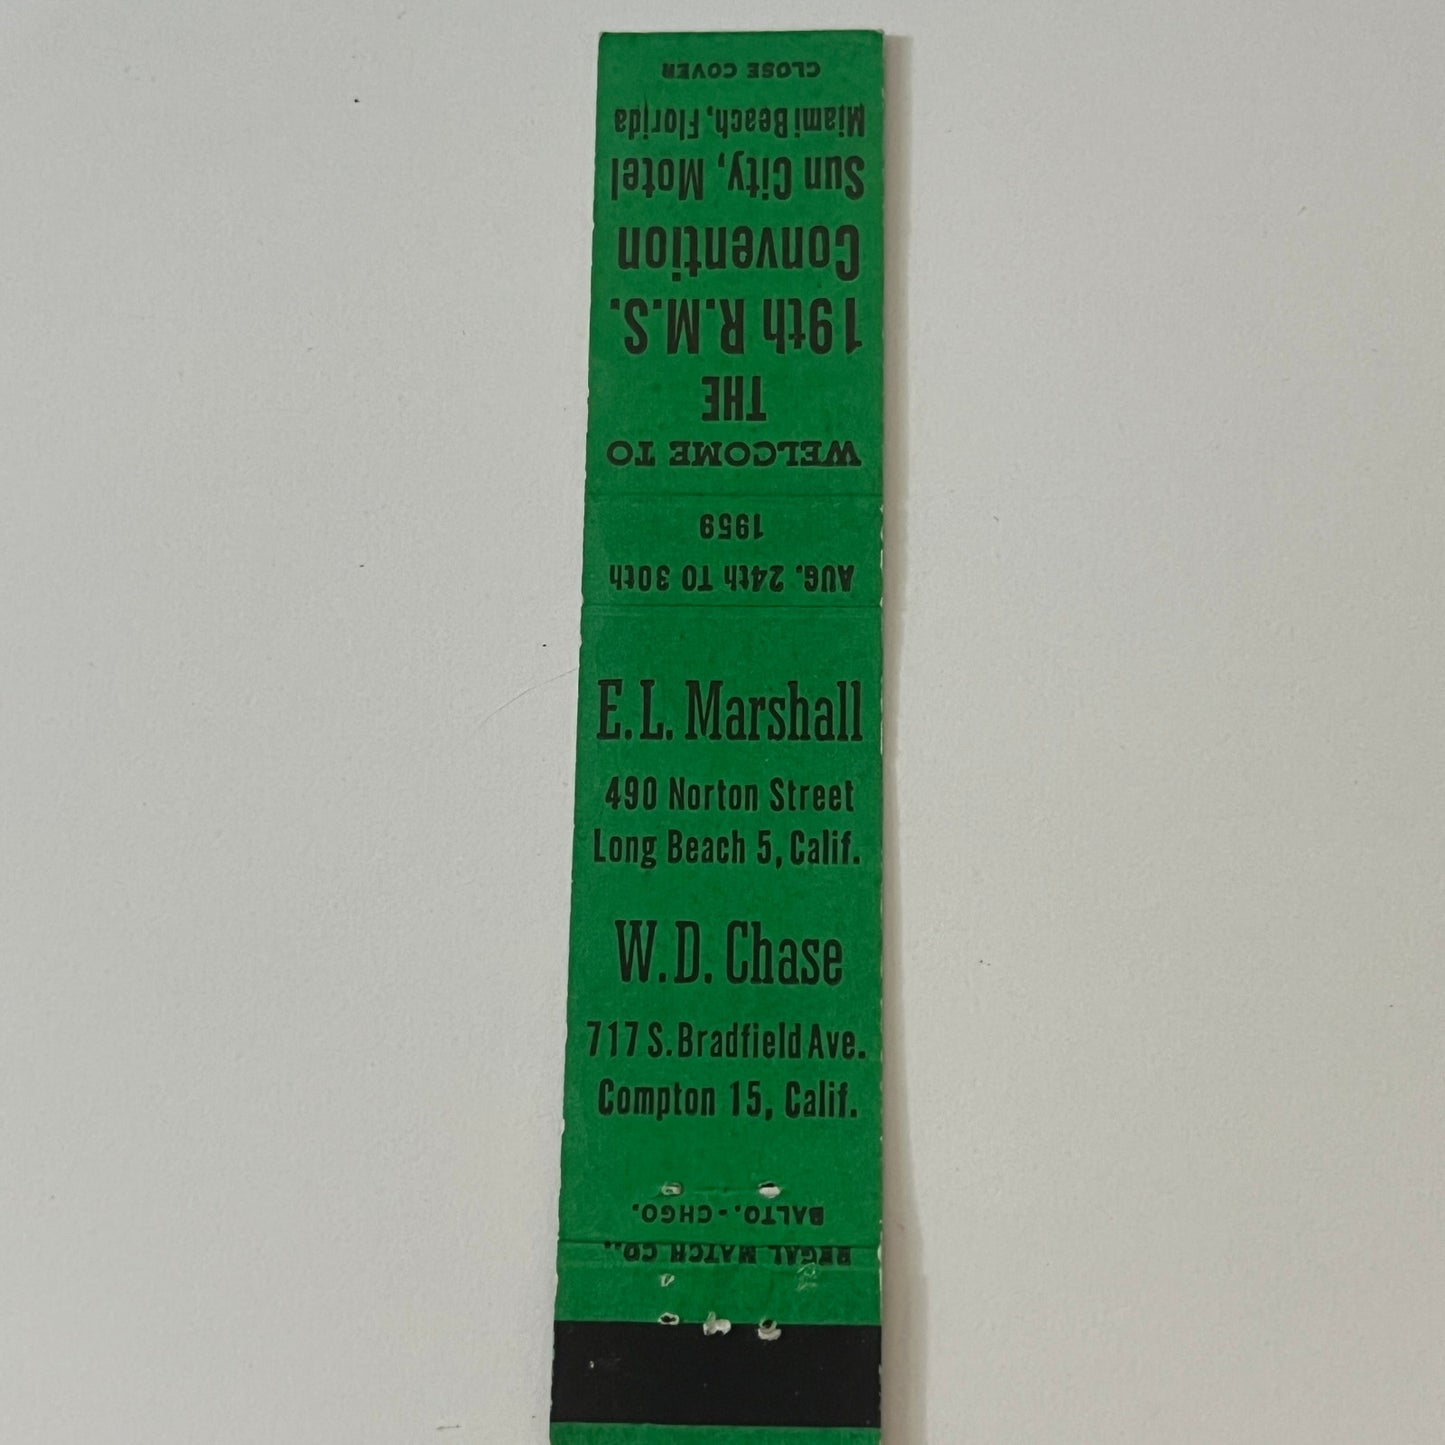 WELCOME TO
THE
19th R.M.S.
Convention
Sun City, Motel
Miami Beach, Florida
CLOSE COVER
AUG. 24th TO 30th
1959
E.L. Marshall
490 Norton Street
Long Beach 5, Calif.
W.D. Chase
717 S. Bradfield Ave.
Compton 15, Calif.
REGAL MATCH CO.,
BALTO. - CHGO.